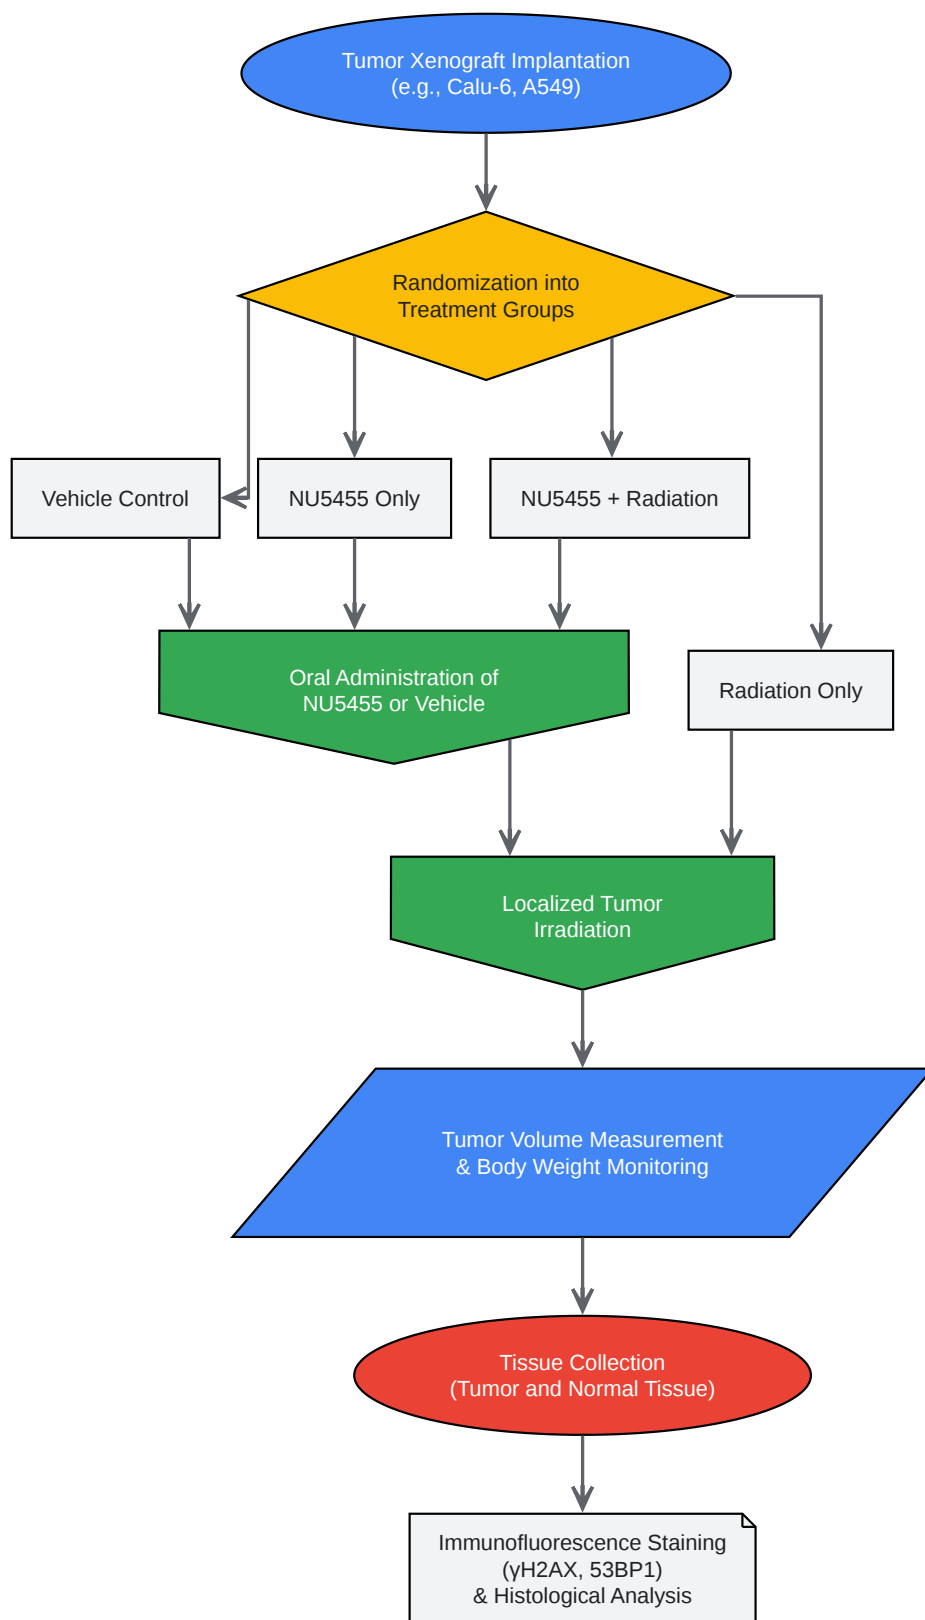 Tumor Xenograft Implantation
(e.g., Calu-6, A549)
Randomization into
Treatment Groups
Vehicle Control
NU5455 Only
NU5455 + Radiation
Oral Administration of
NU5455 or Vehicle
Radiation Only
Localized Tumor
Irradiation
Tumor Volume Measurement
& Body Weight Monitoring
Tissue Collection
(Tumor and Normal Tissue)
Immunofluorescence Staining
(γH2AX, 53BP1)
& Histological Analysis